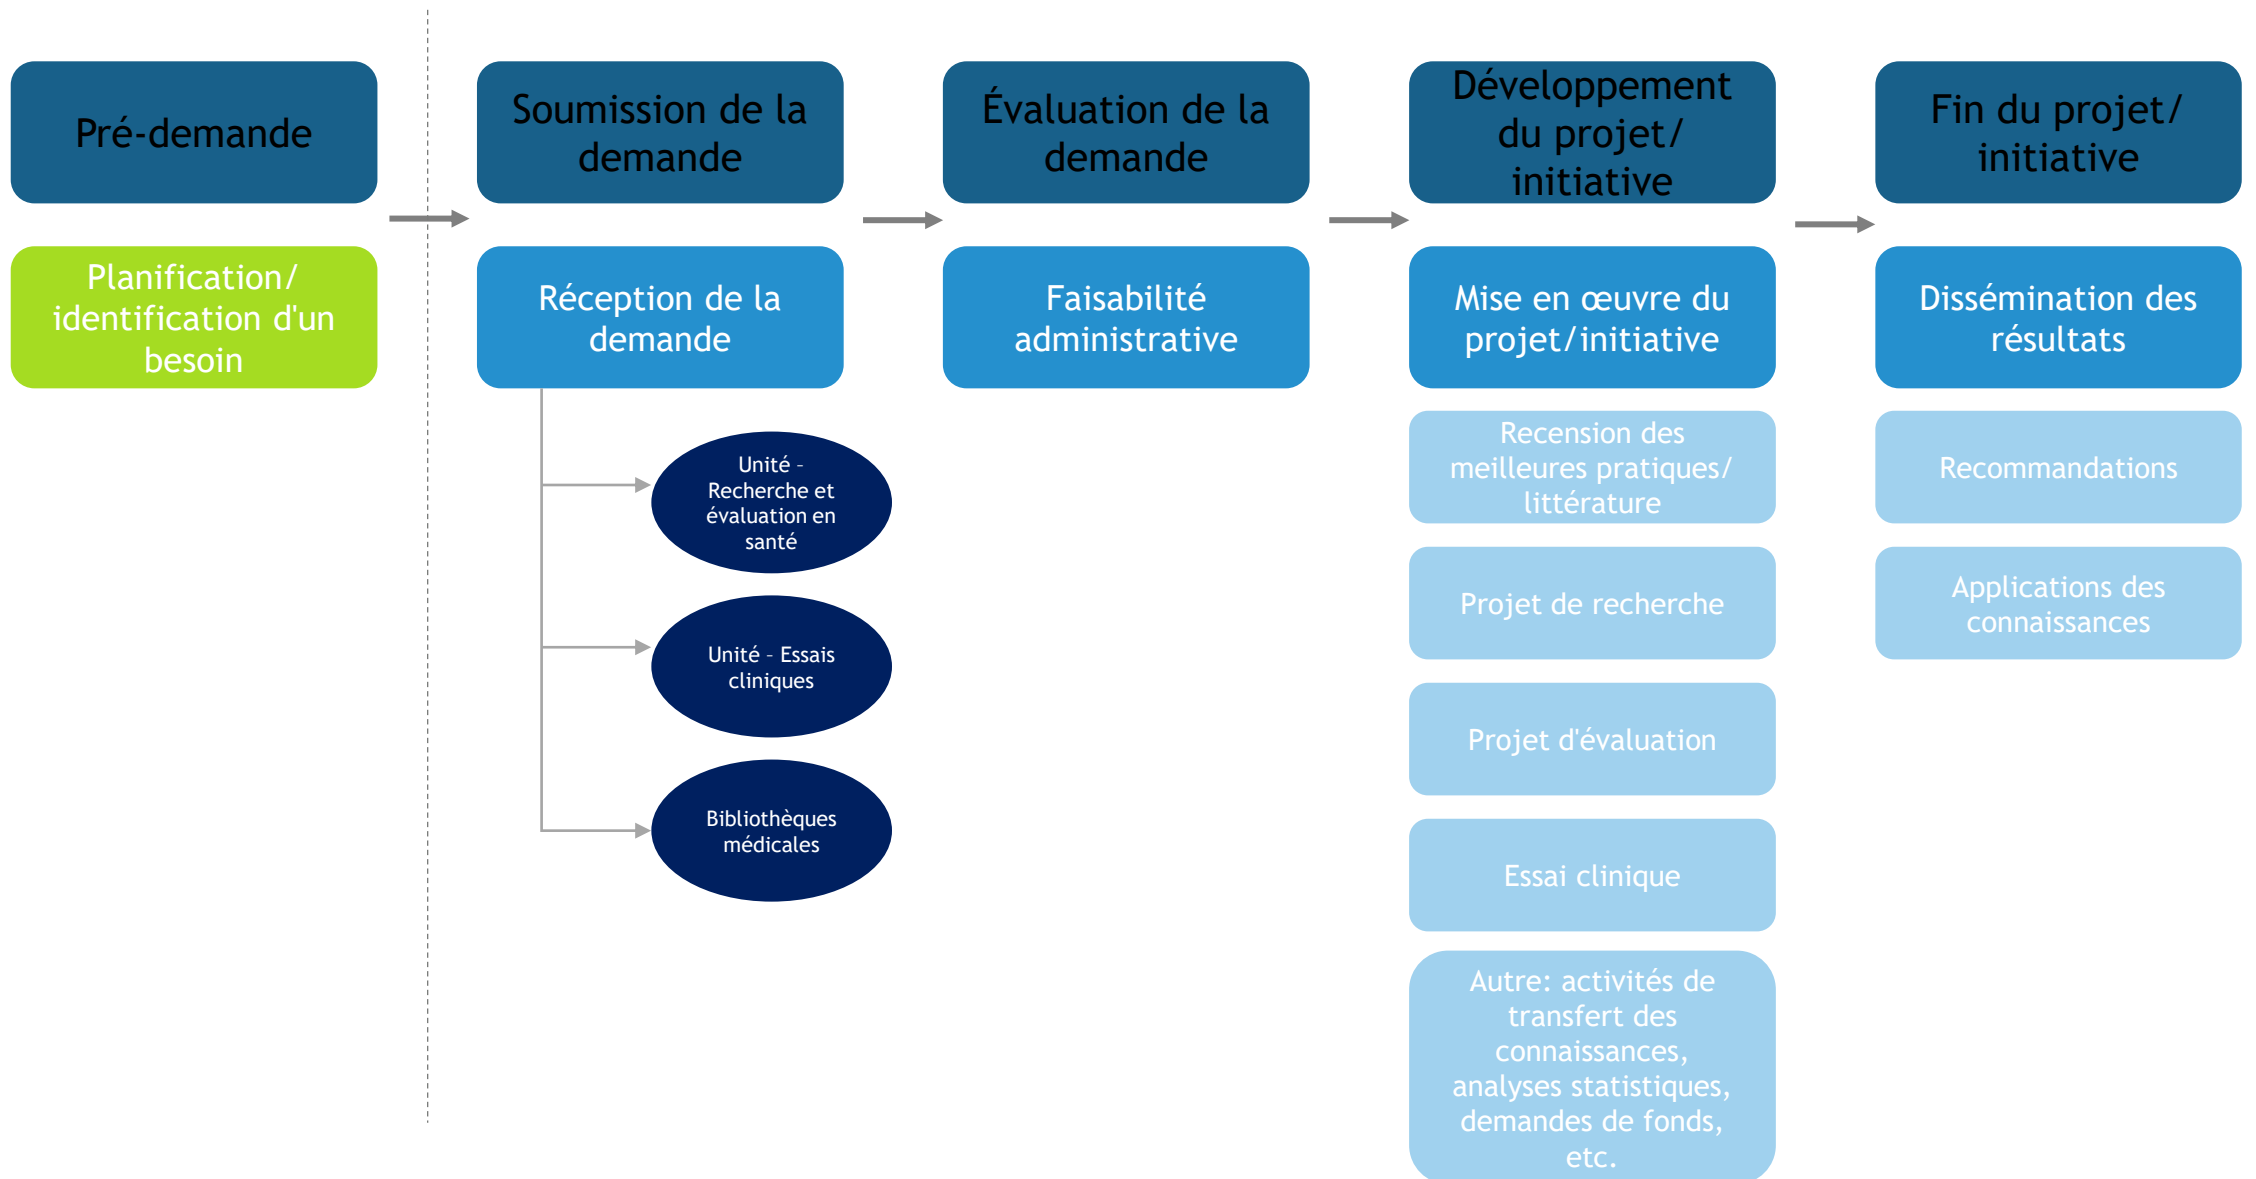 Pré-demande
Planification/
identification d'un
besoin
Soumission de la
demande
Réception de la
demande
Unité –
Recherche et
évaluation en
santé
Unité – Essais
cliniques
Bibliothèques
médicales
Évaluation de la
demande
Faisabilité
administrative
Développement
du projet/
initiative
Mise en œuvre du
projet/initiative
Recension des
meilleures pratiques/
littérature
Projet de recherche
Projet d'évaluation
Essai clinique
Autre: activités de
transfert des
connaissances,
analyses statistiques,
demandes de fonds,
etc.
Fin du projet/
initiative
Dissémination des
résultats
Recommandations
Applications des
connaissances